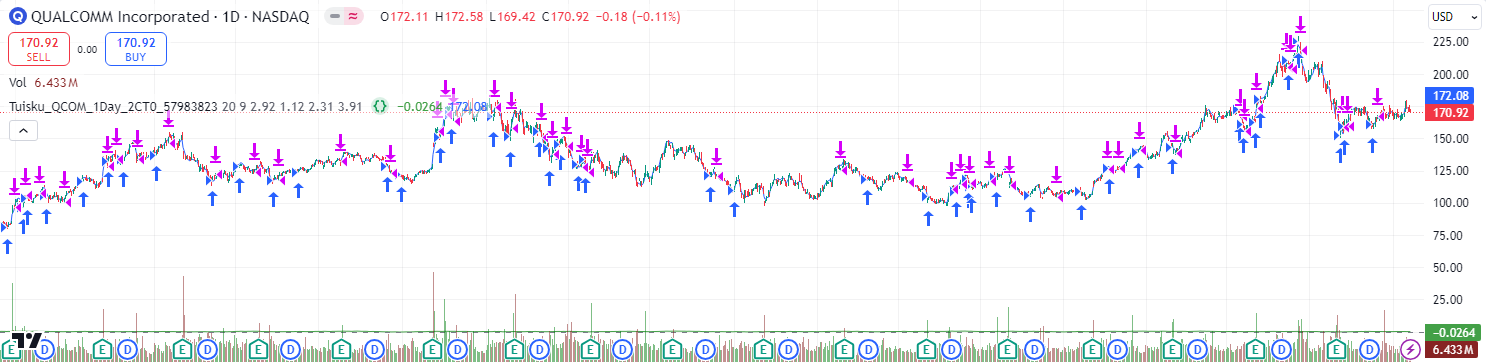 QUALCOMM Incorporated · 1D · NASDAQ O172.11 H172.58 L169.42 C170.92 −0.18 (−0.11%)
USD
170.92
SELL
0.00
170.92
BUY
Vol 6.433 M
Tuisku_QCOM_1Day_2CT0_57983823 20 9 2.92 1.12 2.31 3.91 {} −0.0264 172.08
225.00
200.00
172.08
170.92
150.00
125.00
100.00
75.00
50.00
25.00
−0.0264
6.433 M
E D E D E D E D E D E D E D E D E D E D E D E D E D E D E D E D E D